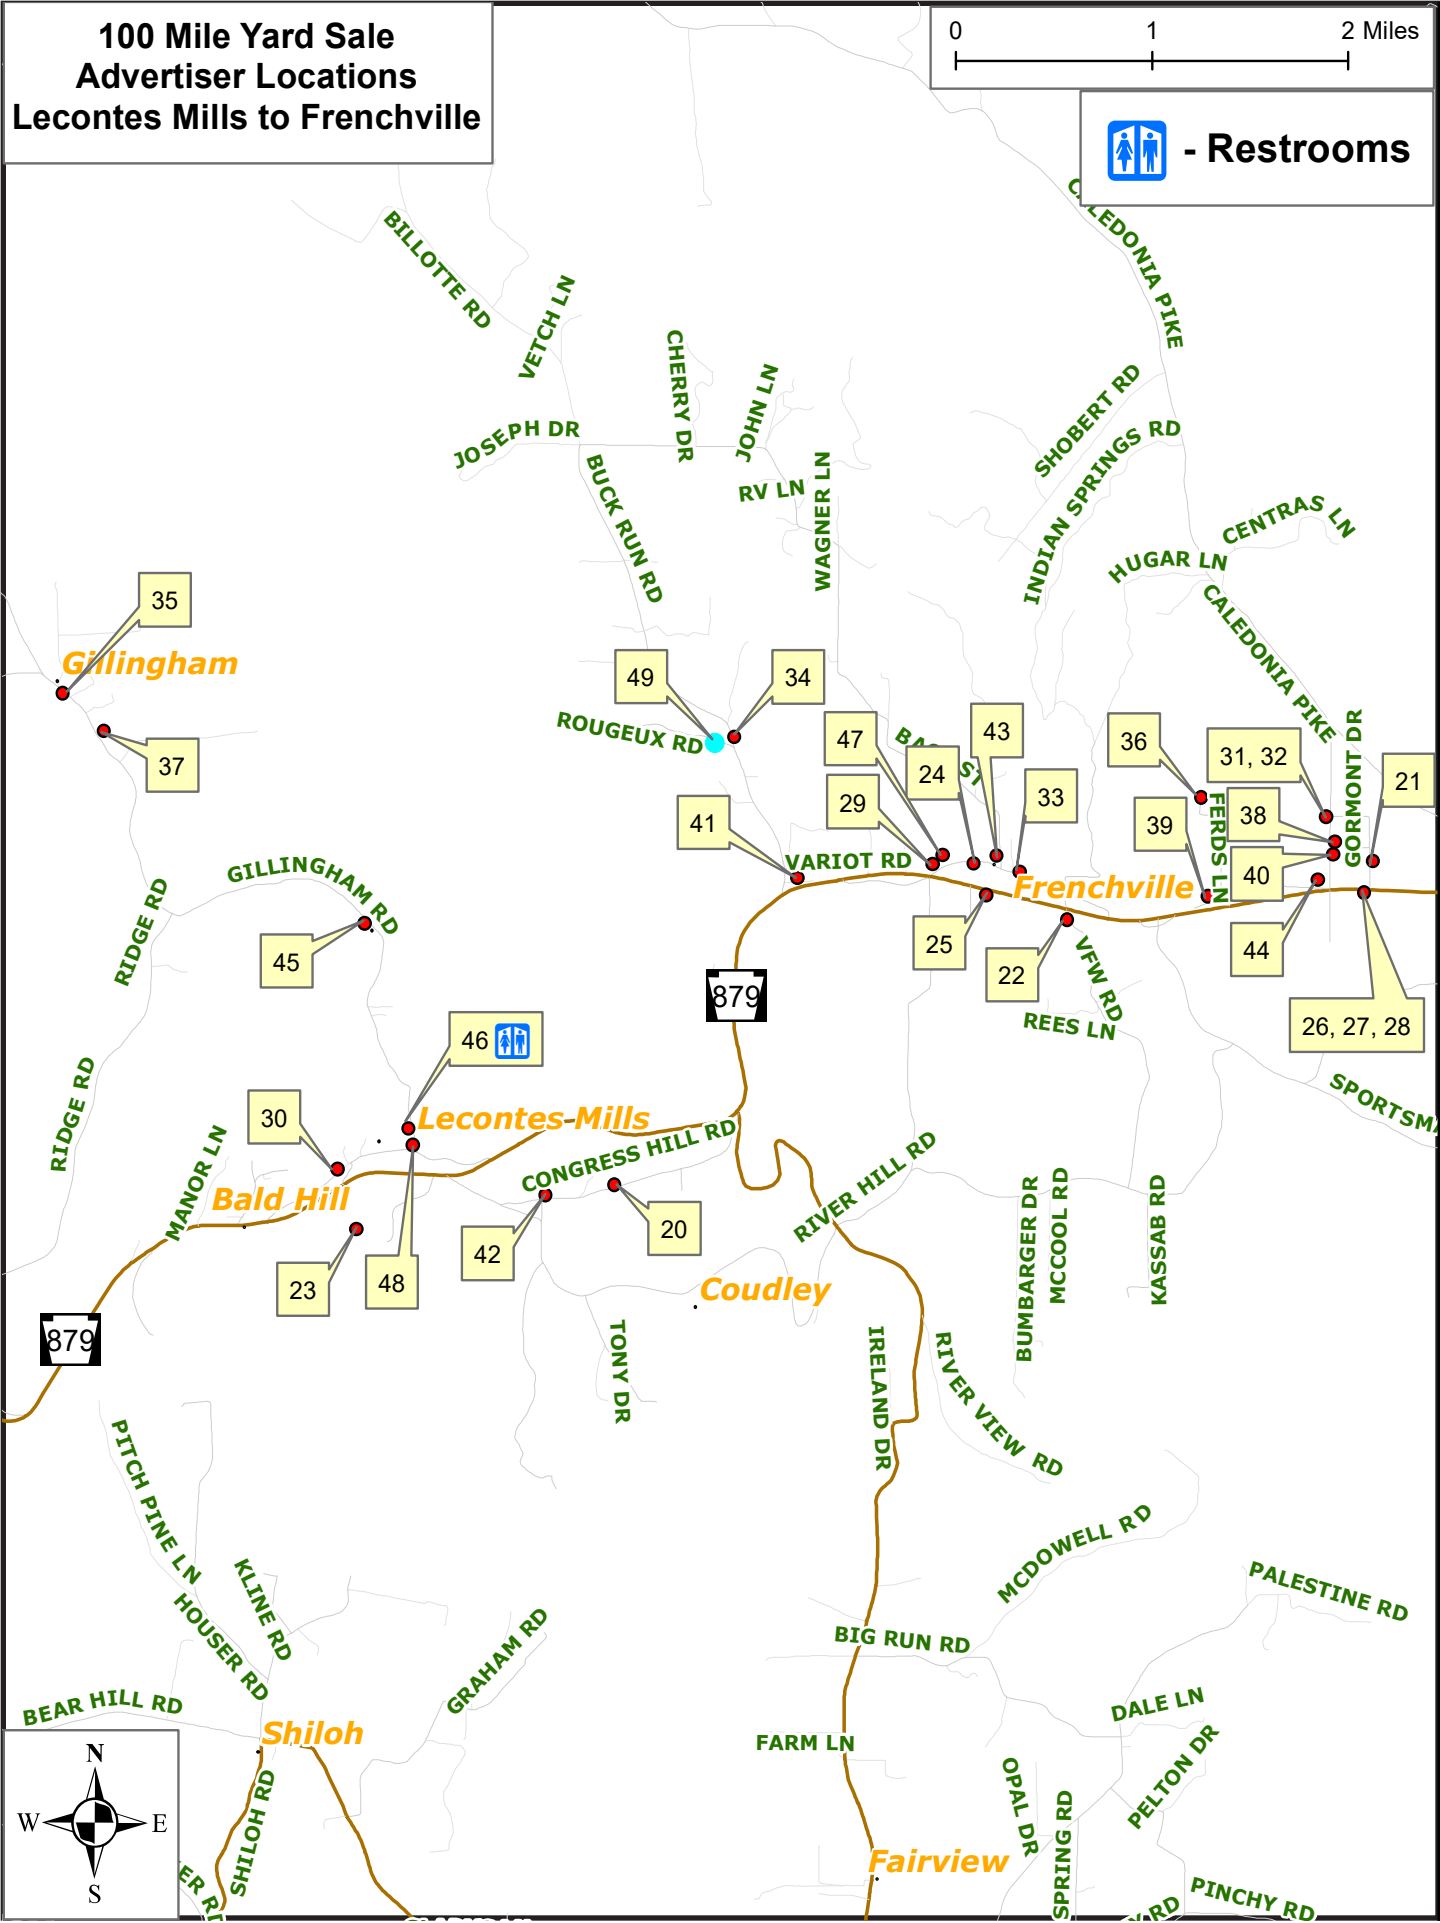 100 Mile Yard Sale
Advertiser Locations
Lecontes Mills to Frenchville
0 1 2 Miles
- Restrooms
CALEDONIA PIKE
BILLOTTE RD
VETCH LN
CHERRY DR
JOHN LN
SHOBERT RD
JOSEPH DR
INDIAN SPRINGS RD
BUCK RUN RD
RV LN
WAGNER LN
CENTRAS LN
HUGAR LN
CALEDONIA PIKE
35
Gillingham
37
49
34
ROUGEUX RD
47
24
43
ST
33
36
31, 32
GORMONT DR
21
29
41
39
FERDS LN
38
40
VARIOT RD
Frenchville
GILLINGHAM RD
RIDGE RD
45
25
22
44
VFW RD
879
REES LN
26, 27, 28
46
RIDGE RD
30
Lecontes Mills
CONGRESS HILL RD
MANOR LN
Bald Hill
RIVER HILL RD
BUMBARGER DR
MCCOOL RD
KASSAB RD
23
48
42
20
Coudley
879
TONY DR
IRELAND DR
RIVER VIEW RD
PITCH PINE LN
MCDOWELL RD
KLINE RD
HOUSER RD
GRAHAM RD
BIG RUN RD
PALESTINE RD
BEAR HILL RD
Shiloh
FARM LN
DALE LN
PELTON DR
OPAL DR
SPRING RD
SHILOH RD
Fairview
PINCHY RD
N
W E
S